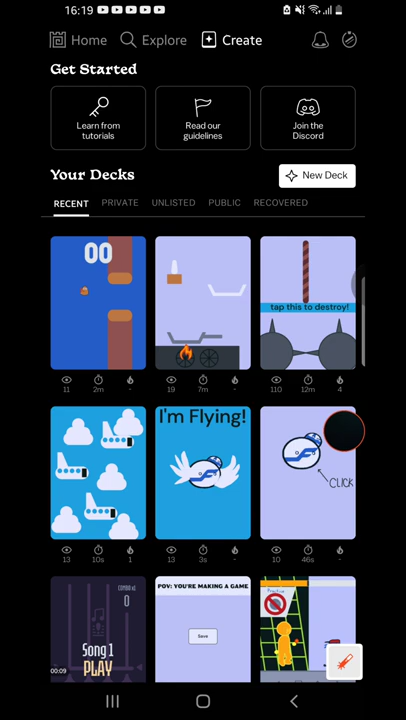 16:19
Home Explore Create
Get Started
Learn from
tutorials
Read our
guidelines
Join the
Discord
Your Decks
New Deck
RECENT PRIVATE UNLISTED PUBLIC RECOVERED
00
tap this to destroy!
11 2m -
19 7m -
110 12m 4
I'm Flying!
CLICK
13 10s 1
13 3s -
10 46s -
COMBO x1
0
Song 1
PLAY
00:09
POV: YOU'RE MAKING A GAME
Save